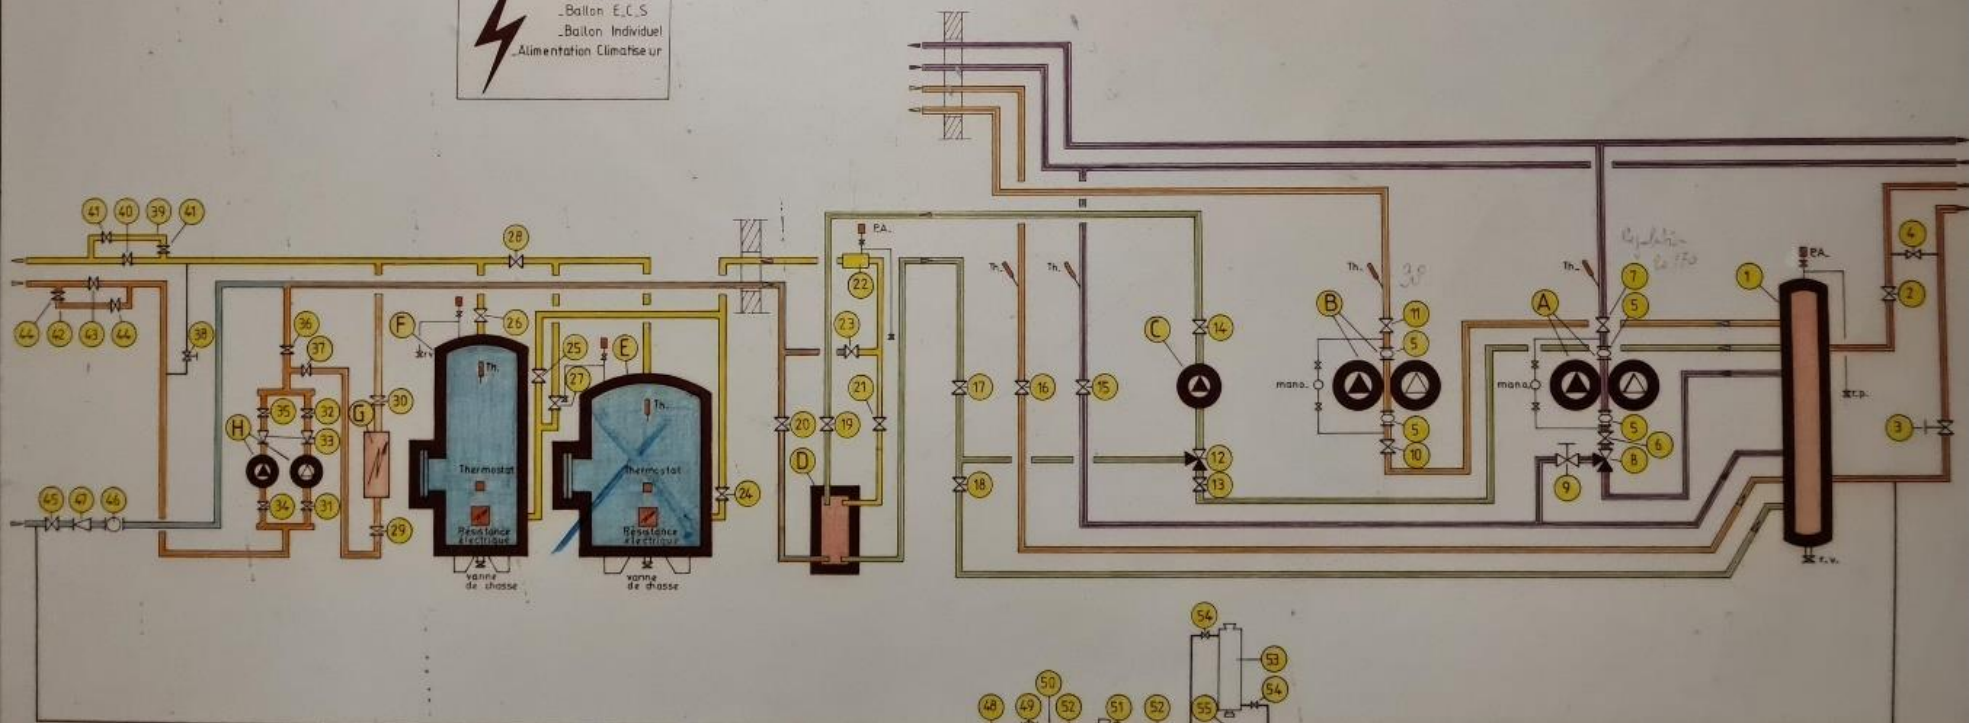 _Ballon E.C.S
_Ballon Individuel
_Alimentation Climatiseur
41
40
39
41
28
P.A.
22
4
P.A.
1
2
7
5
Th.
Th.
Th.
Th.
38
B
11
A
5
C
14
23
F
26
r.v
E
25
27
Th.
Th.
44
42
43
44
38
36
37
mano.
mano.
17
16
15
21
20
19
r.p.
3
35
32
G
30
H
33
5
10
5
6
12
13
8
9
18
D
24
Thermostat
Thermostat
Résistance
électrique
Résistance
électrique
34
31
29
45
47
46
vanne
de chasse
vanne
de chasse
r.v.
54
53
54
50
48
49
52
51
52
55